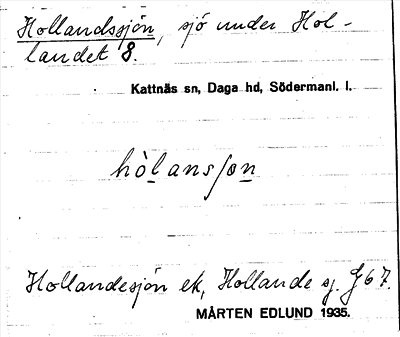 Hollandssjön, sjö under Hol-
landet 8.
Kattnäs sn, Daga hd, Södermanl. l.
hòlansʃon
Hollandesjön ek, Hollande sj. J67.
MÅRTEN EDLUND 1935.